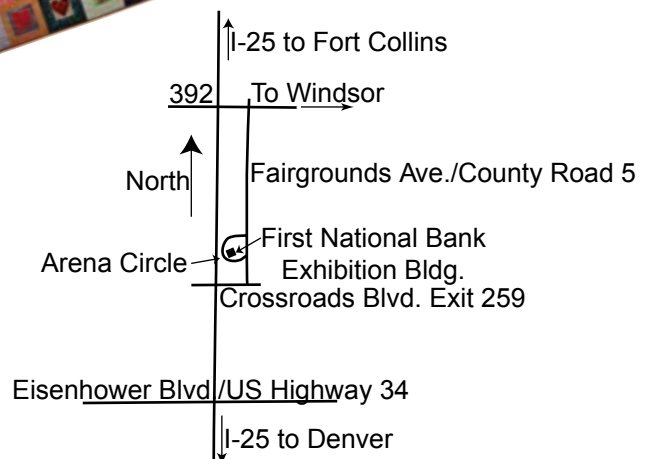 I-25 to Fort Collins
392
To Windsor
North
Fairgrounds Ave./County Road 5
First National Bank
Exhibition Bldg.
Arena Circle
Crossroads Blvd. Exit 259
Eisenhower Blvd./US Highway 34
I-25 to Denver